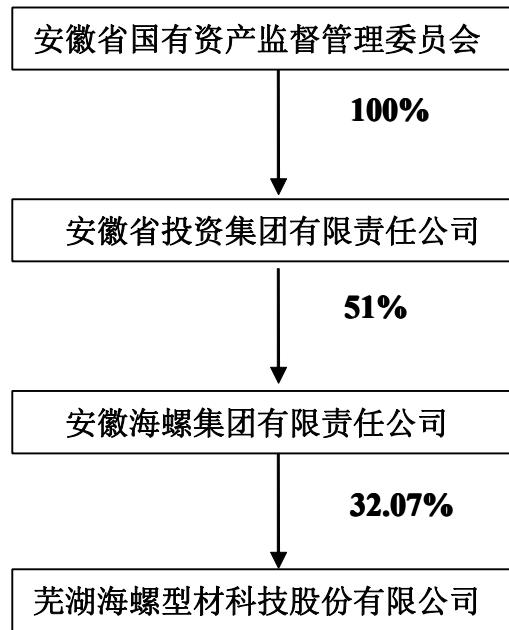 安徽省国有资产监督管理委员会
100%
安徽省投资集团有限责任公司
51%
安徽海螺集团有限责任公司
32.07%
芜湖海螺型材科技股份有限公司